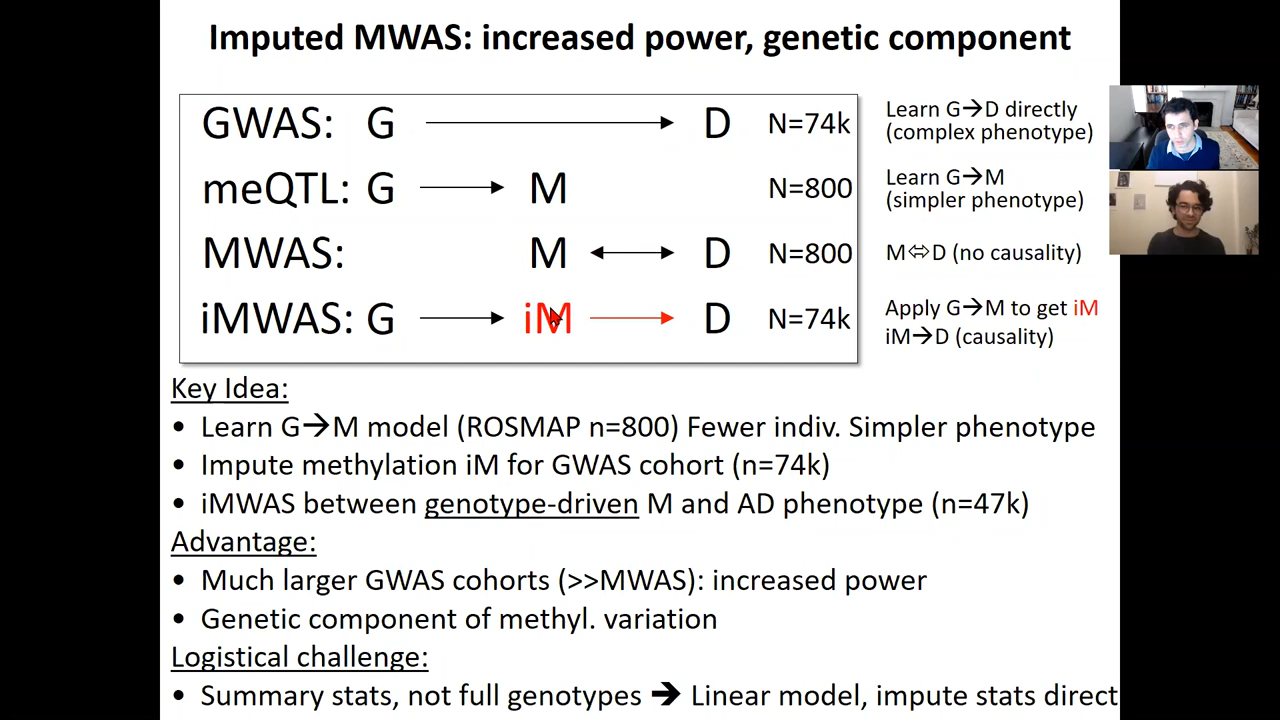 Imputed MWAS: increased power, genetic component
GWAS: G → D N=74k Learn G→D directly
(complex phenotype)
meQTL: G → M N=800 Learn G→M
(simpler phenotype)
MWAS: M ↔ D N=800 M⇔D (no causality)
iMWAS: G → iM → D N=74k Apply G→M to get iM
iM→D (causality)
Key Idea:
• Learn G→M model (ROSMAP n=800) Fewer indiv. Simpler phenotype
• Impute methylation iM for GWAS cohort (n=74k)
• iMWAS between genotype-driven M and AD phenotype (n=47k)
Advantage:
• Much larger GWAS cohorts (>>MWAS): increased power
• Genetic component of methyl. variation
Logistical challenge:
• Summary stats, not full genotypes → Linear model, impute stats direct